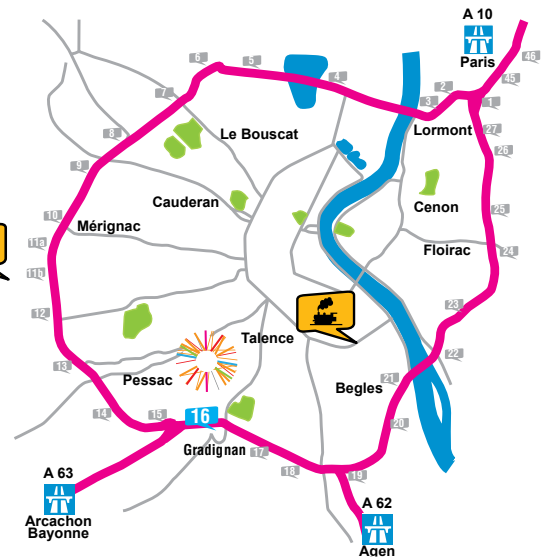 A 10
Paris
46
45
6
5
4
2
3
1
7
Le Bouscat
Lormont
27
8
26
9
Cauderan
Cenon
10
Mérignac
25
11a
Floirac
24
11b
23
12
Talence
22
13
Pessac
Begles
21
14
15
16
20
Gradignan
17
18
19
A 63
Arcachon
Bayonne
A 62
Agen